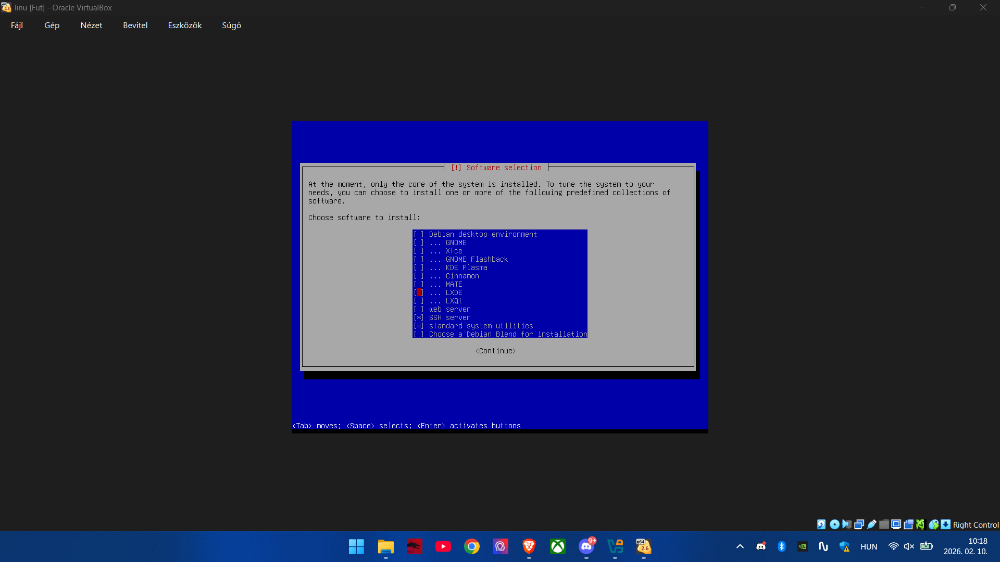 linu [Fut] - Oracle VirtualBox
Fájl Gép Nézet Bevitel Eszközök Súgó
[!] Software selection
At the moment, only the core of the system is installed. To tune the system to your
needs, you can choose to install one or more of the following predefined collections of
software.
Choose software to install:
[ ] Debian desktop environment
[ ] ... GNOME
[ ] ... Xfce
[ ] ... GNOME Flashback
[ ] ... KDE Plasma
[ ] ... Cinnamon
[ ] ... MATE
[ ] ... LXDE
[ ] ... LXQt
[ ] web server
[*] SSH server
[*] standard system utilities
[ ] Choose a Debian Blend for installation
<Continue>
<Tab> moves; <Space> selects; <Enter> activates buttons
Right Control
9+
x64
2.6
HUN
10:18
2026. 02. 10.